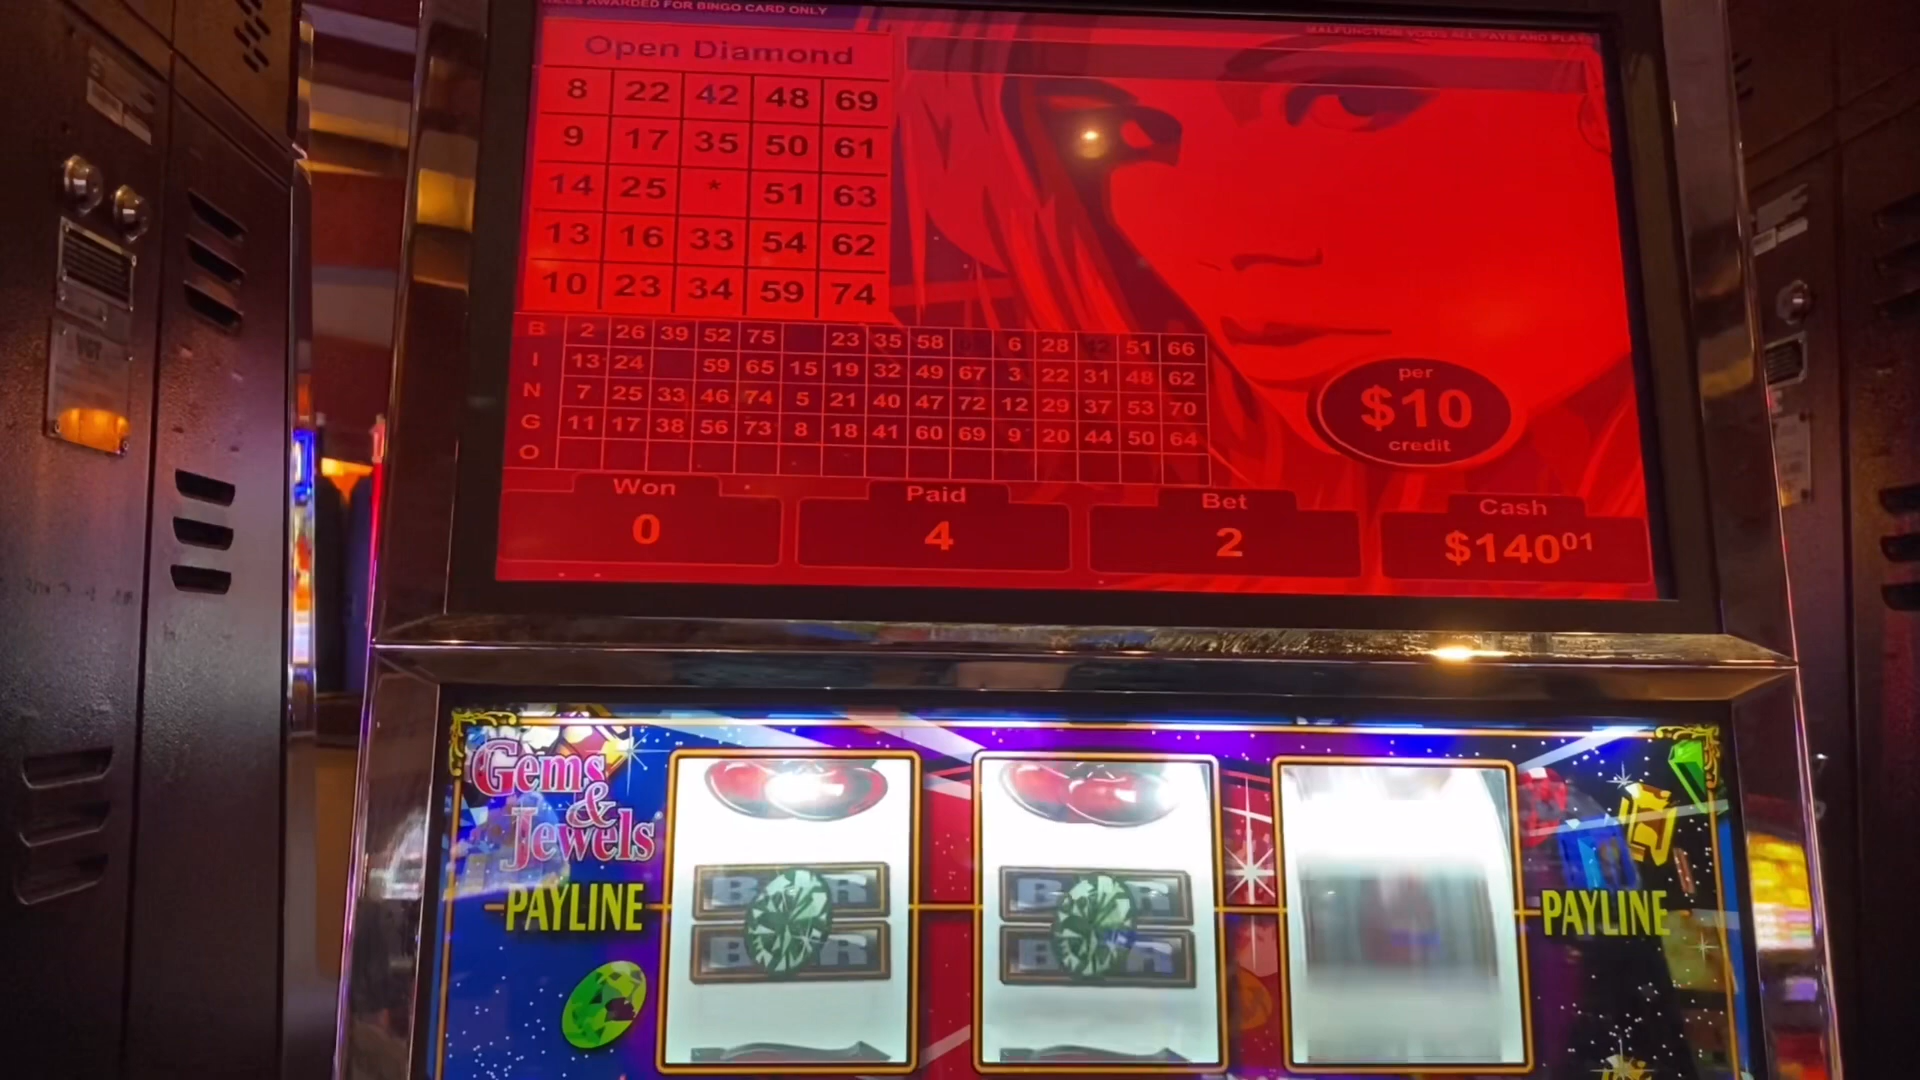 AWARDED FOR BINGO CARD ONLY
MALFUNCTION VOIDS ALL PAYS AND PLAYS
Open Diamond
8 22 42 48 69
9 17 35 50 61
14 25 * 51 63
13 16 33 54 62
10 23 34 59 74
B 2 26 39 52 75 23 35 58 6 28 42 51 66
I 13 24 59 65 15 19 32 49 67 3 22 31 48 62
N 7 25 33 46 74 5 21 40 47 72 12 29 37 53 70
G 11 17 38 56 73 8 18 41 60 69 9 20 44 50 64
O
per
$10
credit
Won Paid Bet Cash
0 4 2 $14001
Gems
&
Jewels
PAYLINE BAR BAR PAYLINE
BAR BAR
VGT